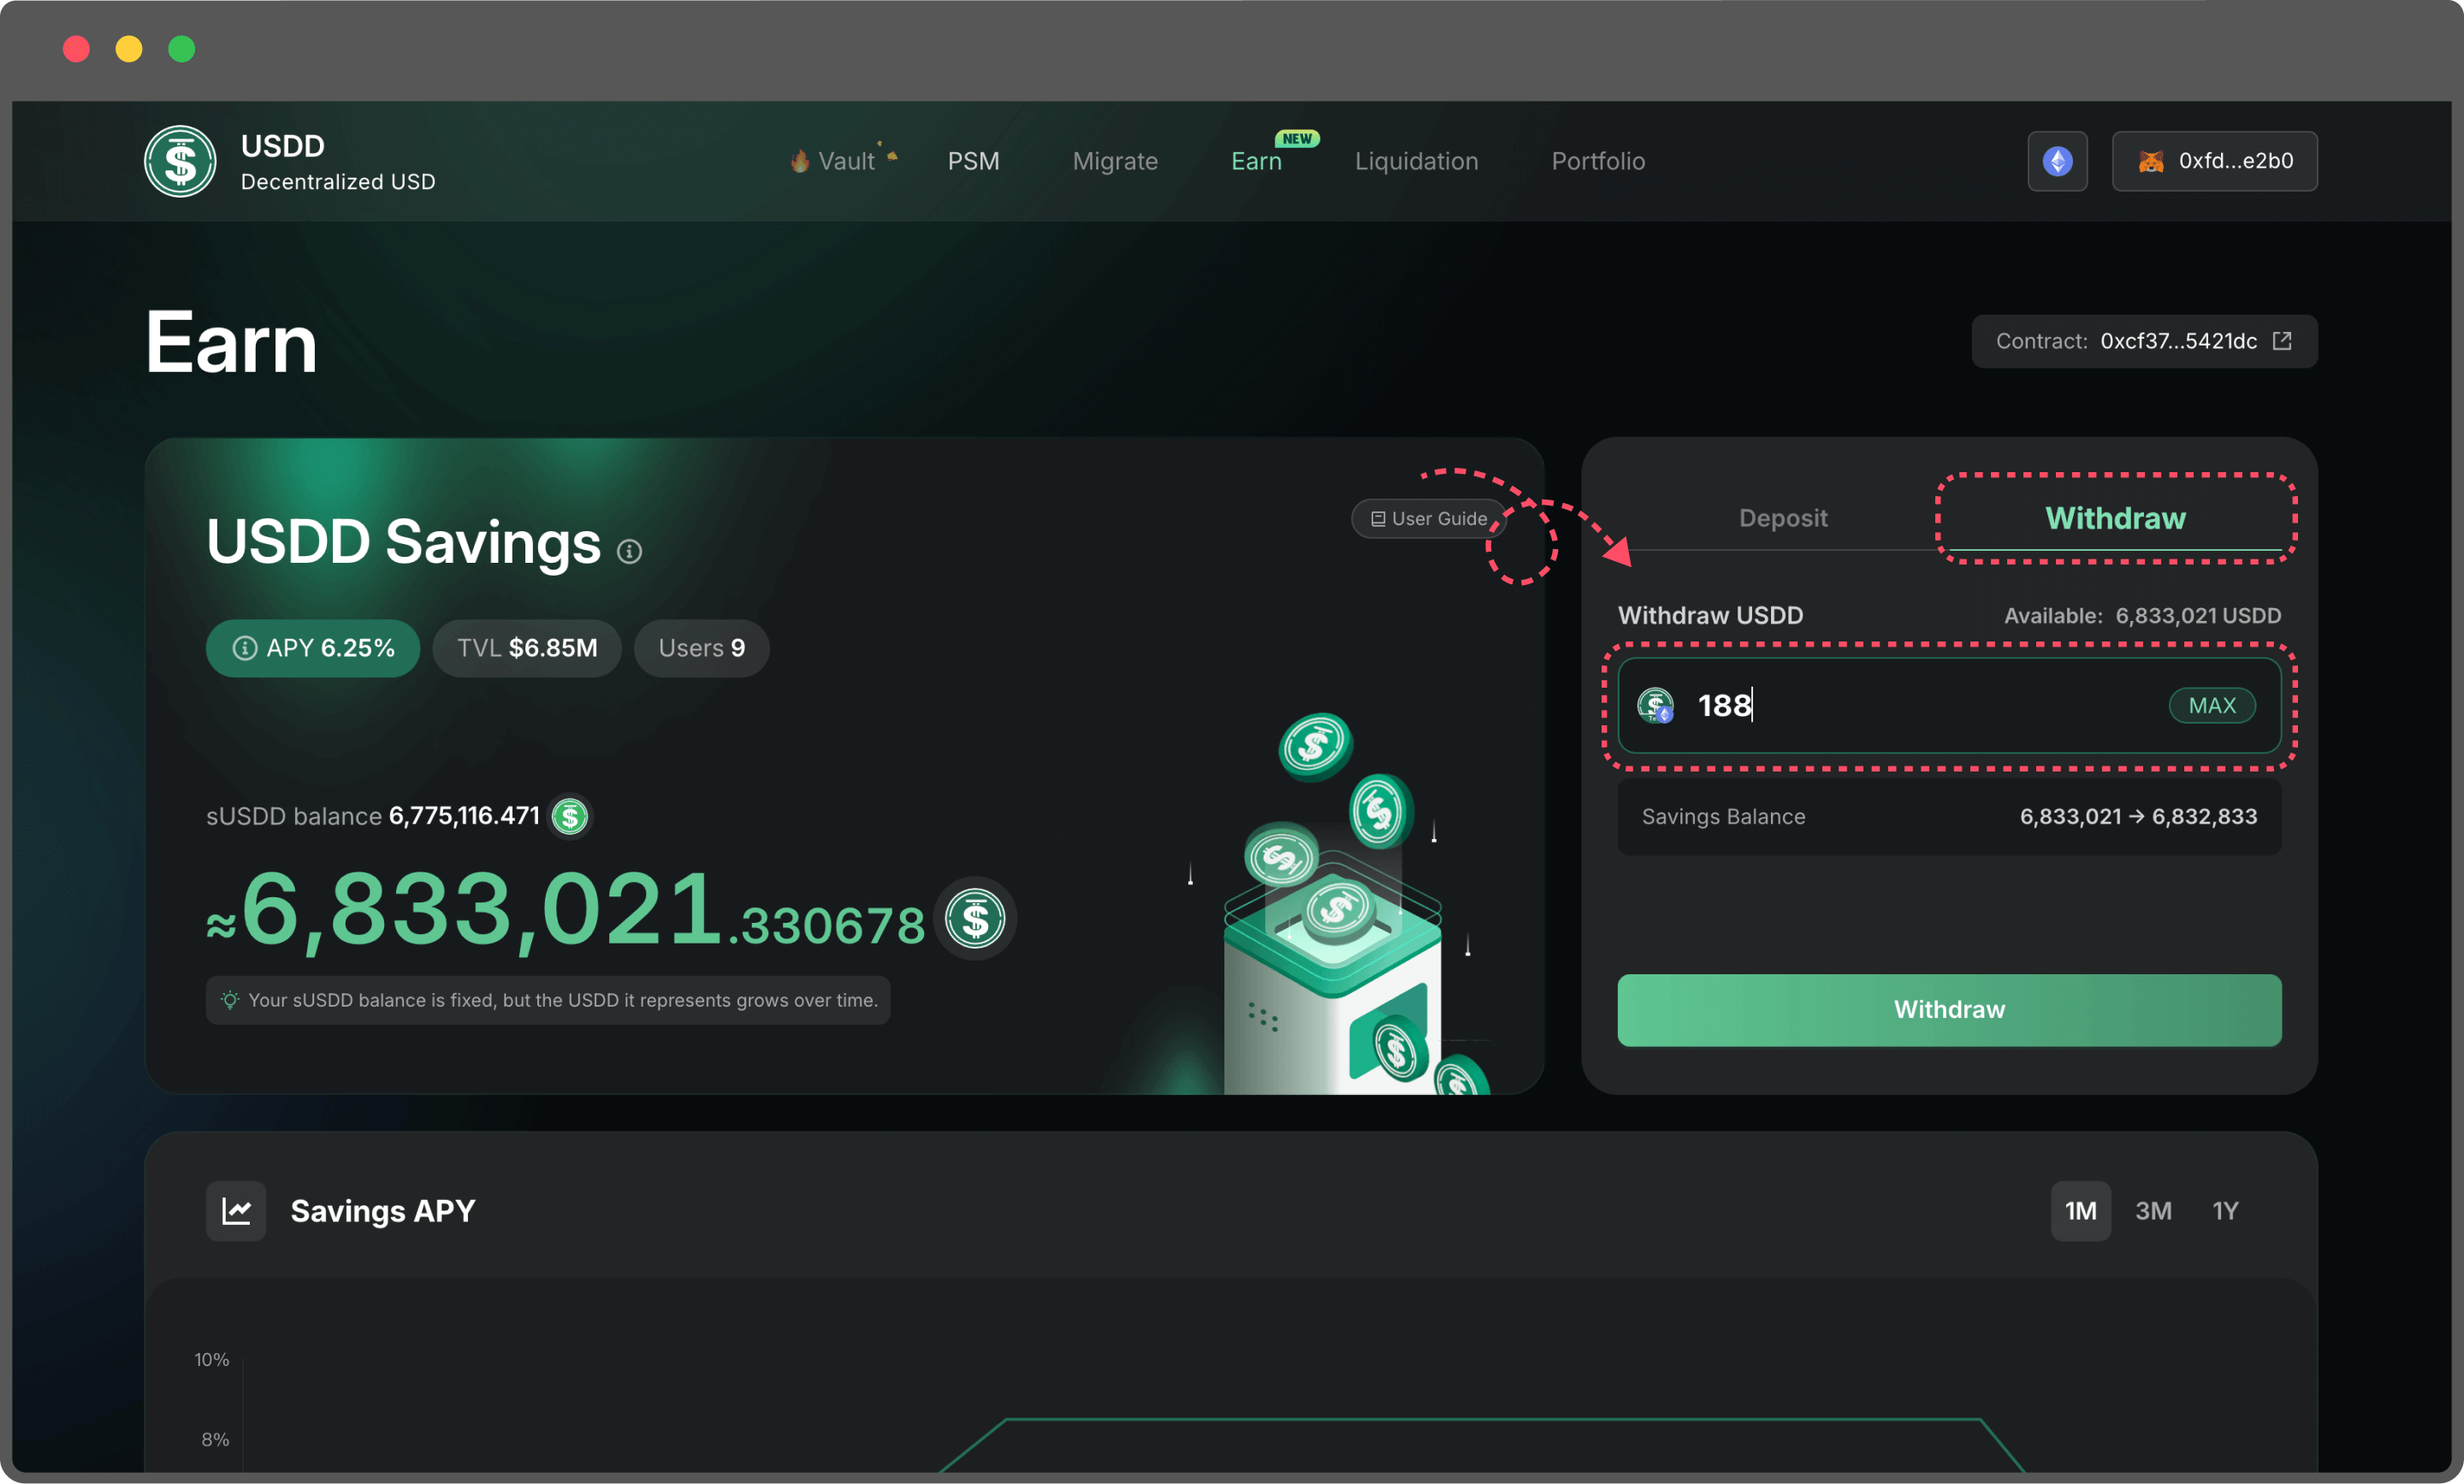 USDD
Decentralized USD
Vault
PSM
Migrate
Earn
NEW
Liquidation
Portfolio
0xfd...e2b0
Earn
Contract: 0xcf37...5421dc
USDD Savings
User Guide
APY 6.25%
TVL $6.85M
Users 9
sUSDD balance 6,775,116.471
≈6,833,021.330678
Your sUSDD balance is fixed, but the USDD it represents grows over time.
Deposit
Withdraw
Withdraw USDD
Available: 6,833,021 USDD
188
MAX
Savings Balance
6,833,021 → 6,832,833
Withdraw
Savings APY
1M
3M
1Y
10%
8%